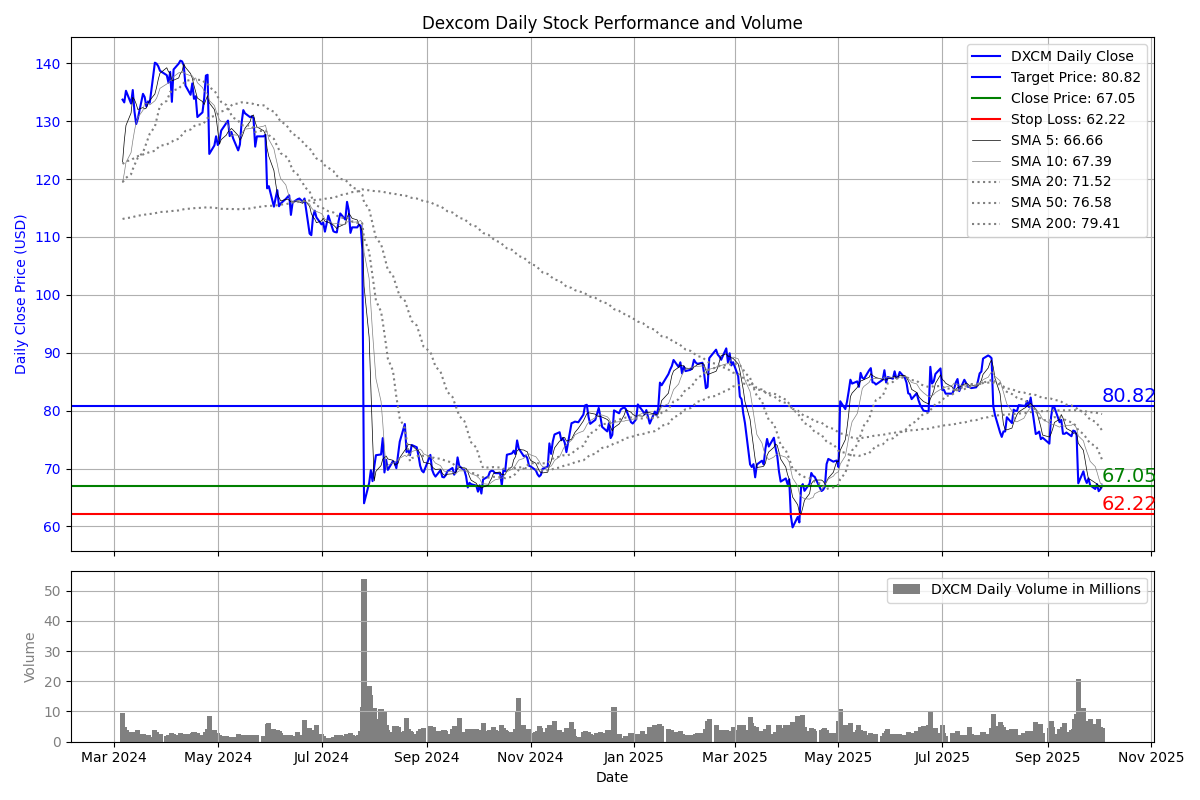 Dexcom Daily Stock Performance and Volume
DXCM Daily Close
Target Price: 80.82
Close Price: 67.05
Stop Loss: 62.22
SMA 5: 66.66
SMA 10: 67.39
SMA 20: 71.52
SMA 50: 76.58
SMA 200: 79.41
Daily Close Price (USD)
140
130
120
110
100
90
80
70
60
80.82
67.05
62.22
DXCM Daily Volume in Millions
Volume
50
40
30
20
10
0
Mar 2024 May 2024 Jul 2024 Sep 2024 Nov 2024 Jan 2025 Mar 2025 May 2025 Jul 2025 Sep 2025 Nov 2025
Date